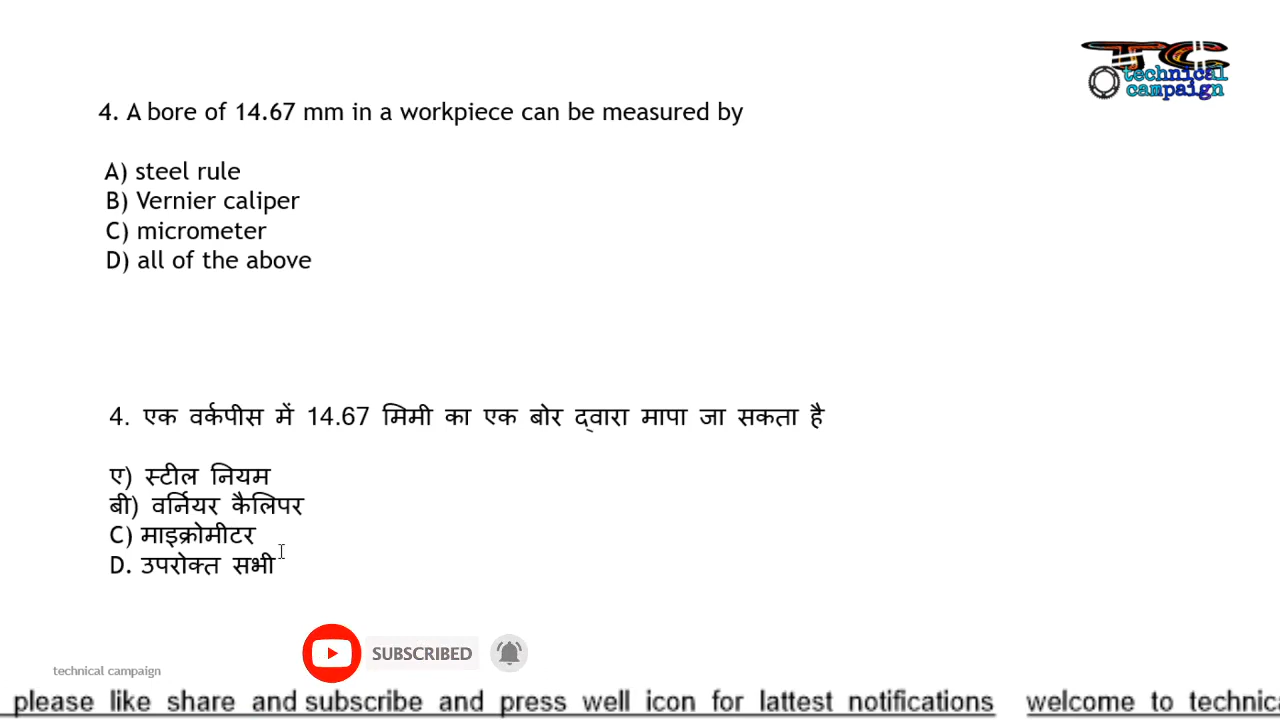 TC
technical
campaign
4. A bore of 14.67 mm in a workpiece can be measured by
A) steel rule
B) Vernier caliper
C) micrometer
D) all of the above
4. एक वर्कपीस में 14.67 मिमी का एक बोर द्वारा मापा जा सकता है
ए) स्टील नियम
बी) वर्नियर कैलिपर
C) माइक्रोमीटर
D. उपरोक्त सभी
SUBSCRIBED
technical campaign
please like share and subscribe and press well icon for lattest notifications welcome to technica